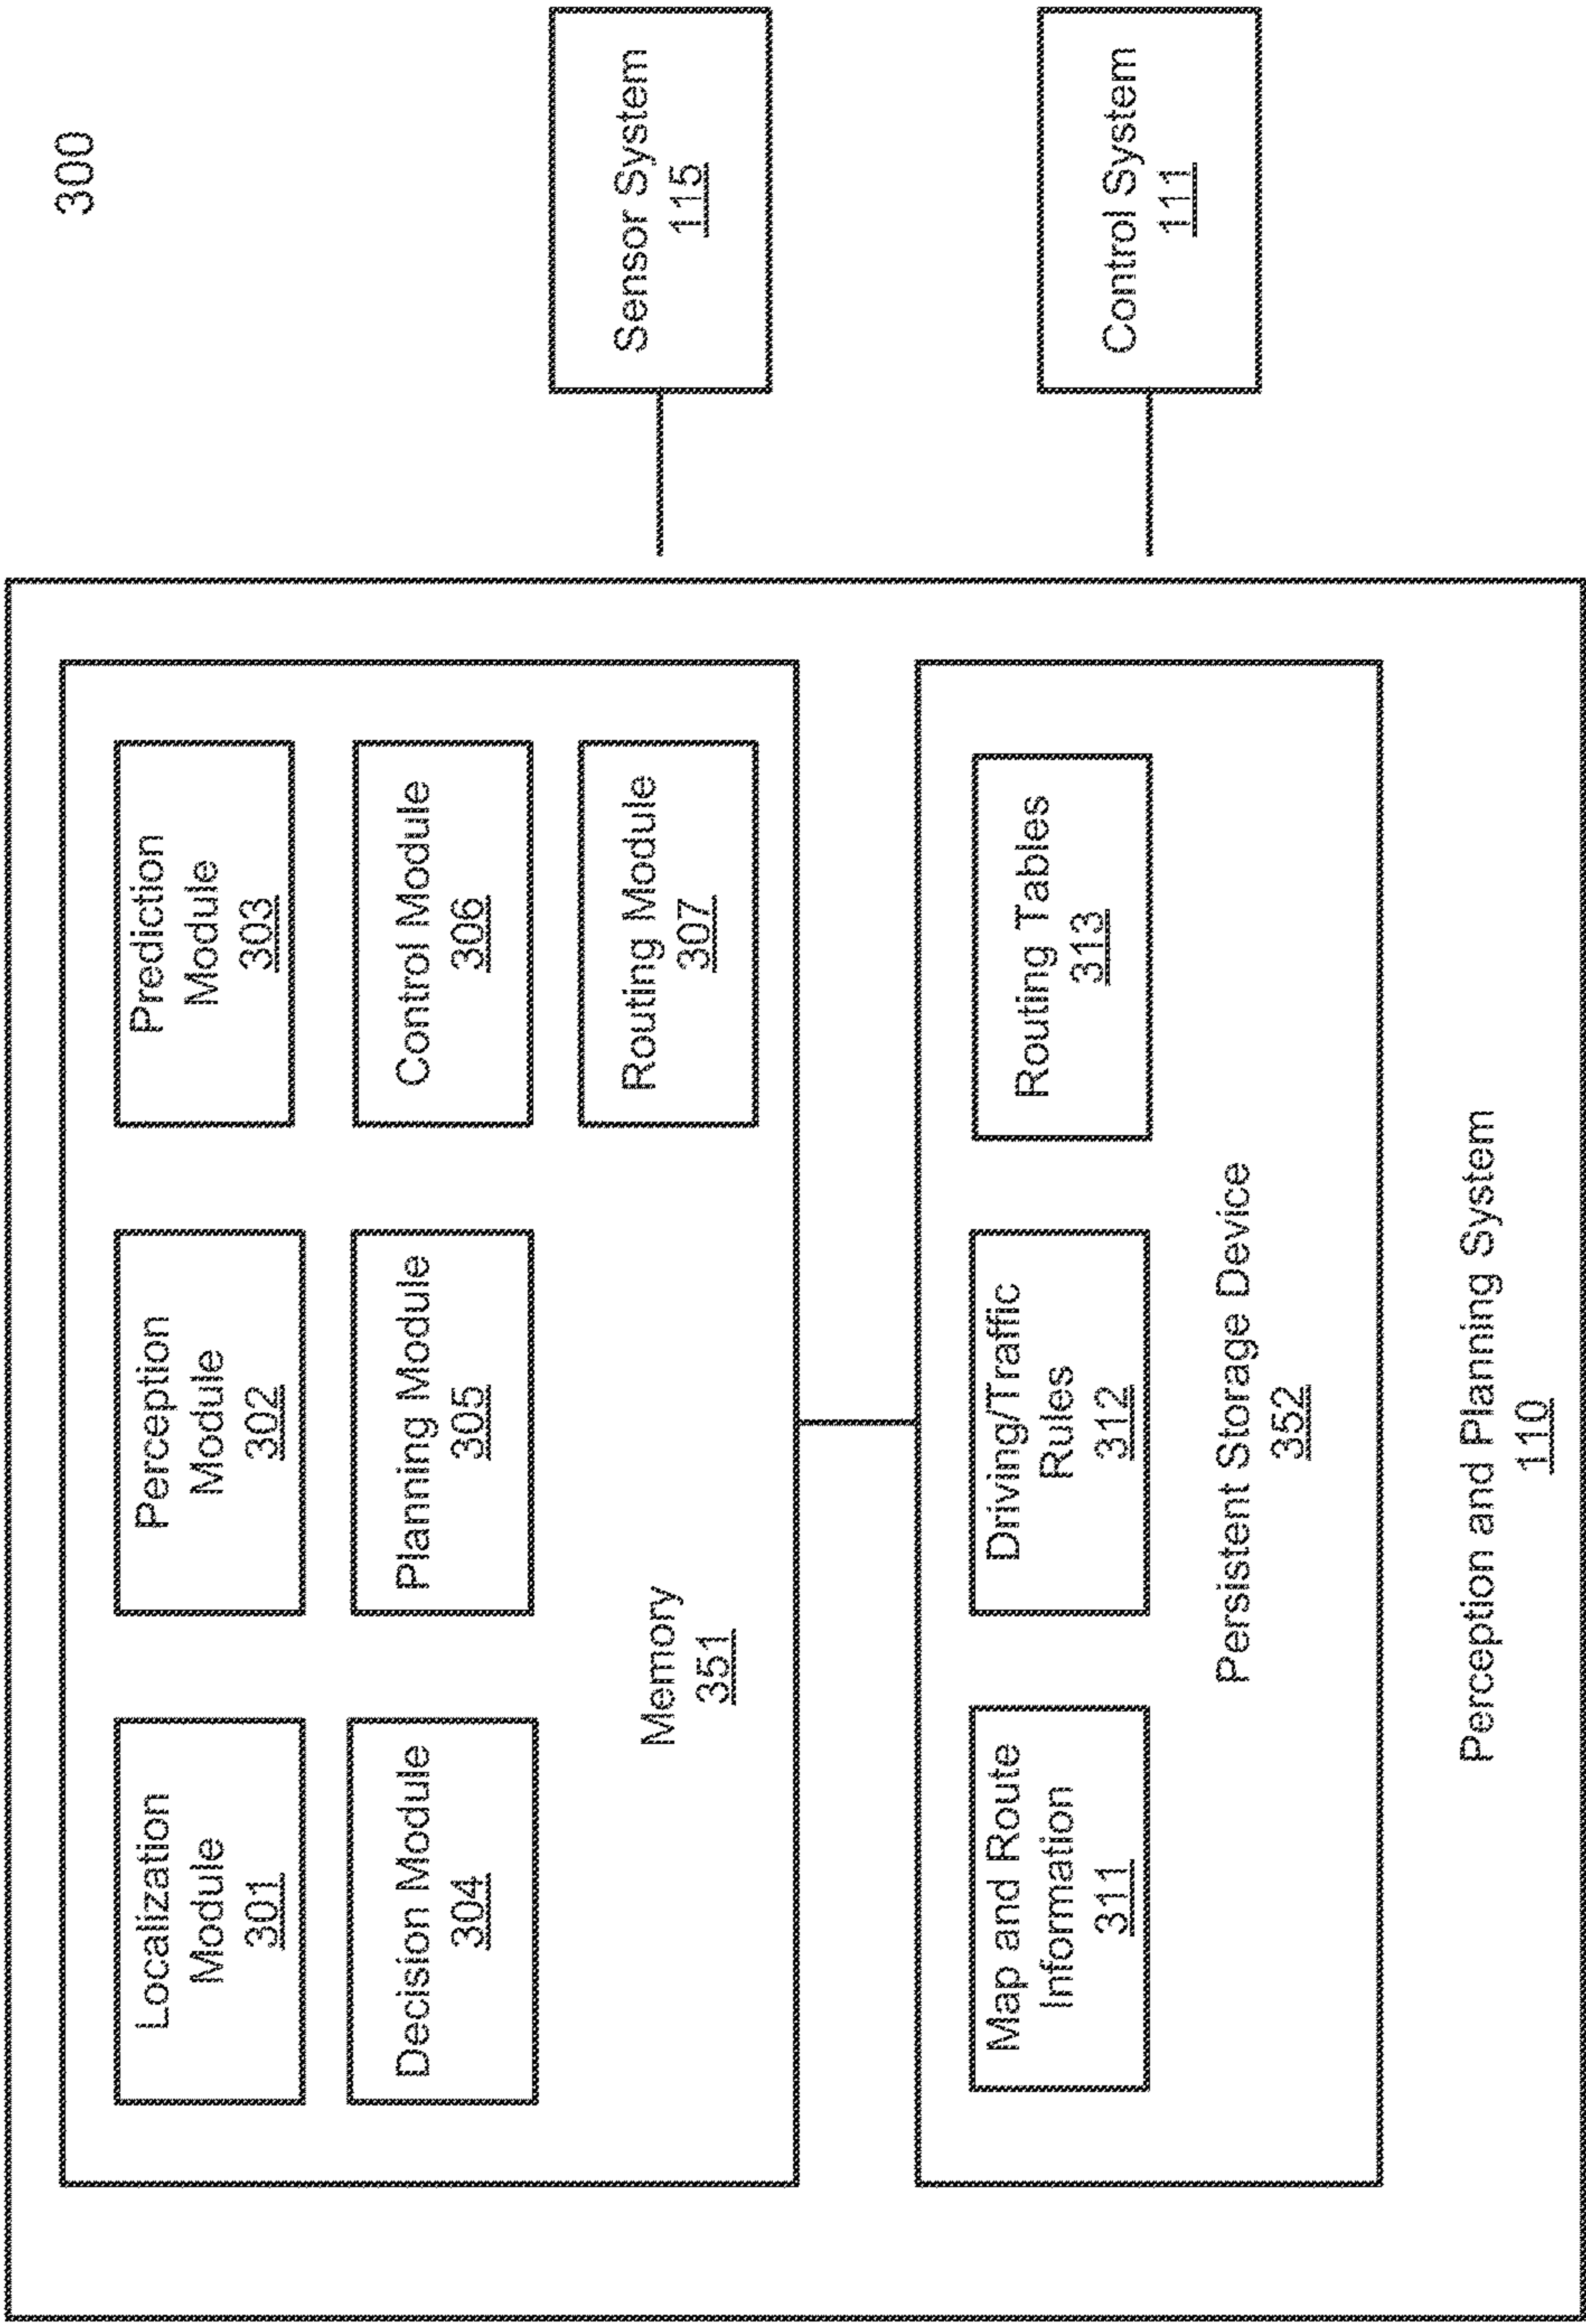 300
Localization
Module
301
Perception
Module
302
Prediction
Module
303
Decision Module
304
Planning Module
305
Control Module
306
Routing Module
307
Memory
351
Map and Route
Information
311
Driving/Traffic
Rules
312
Routing Tables
313
Persistent Storage Device
352
Perception and Planning System
110
Sensor System
115
Control System
111